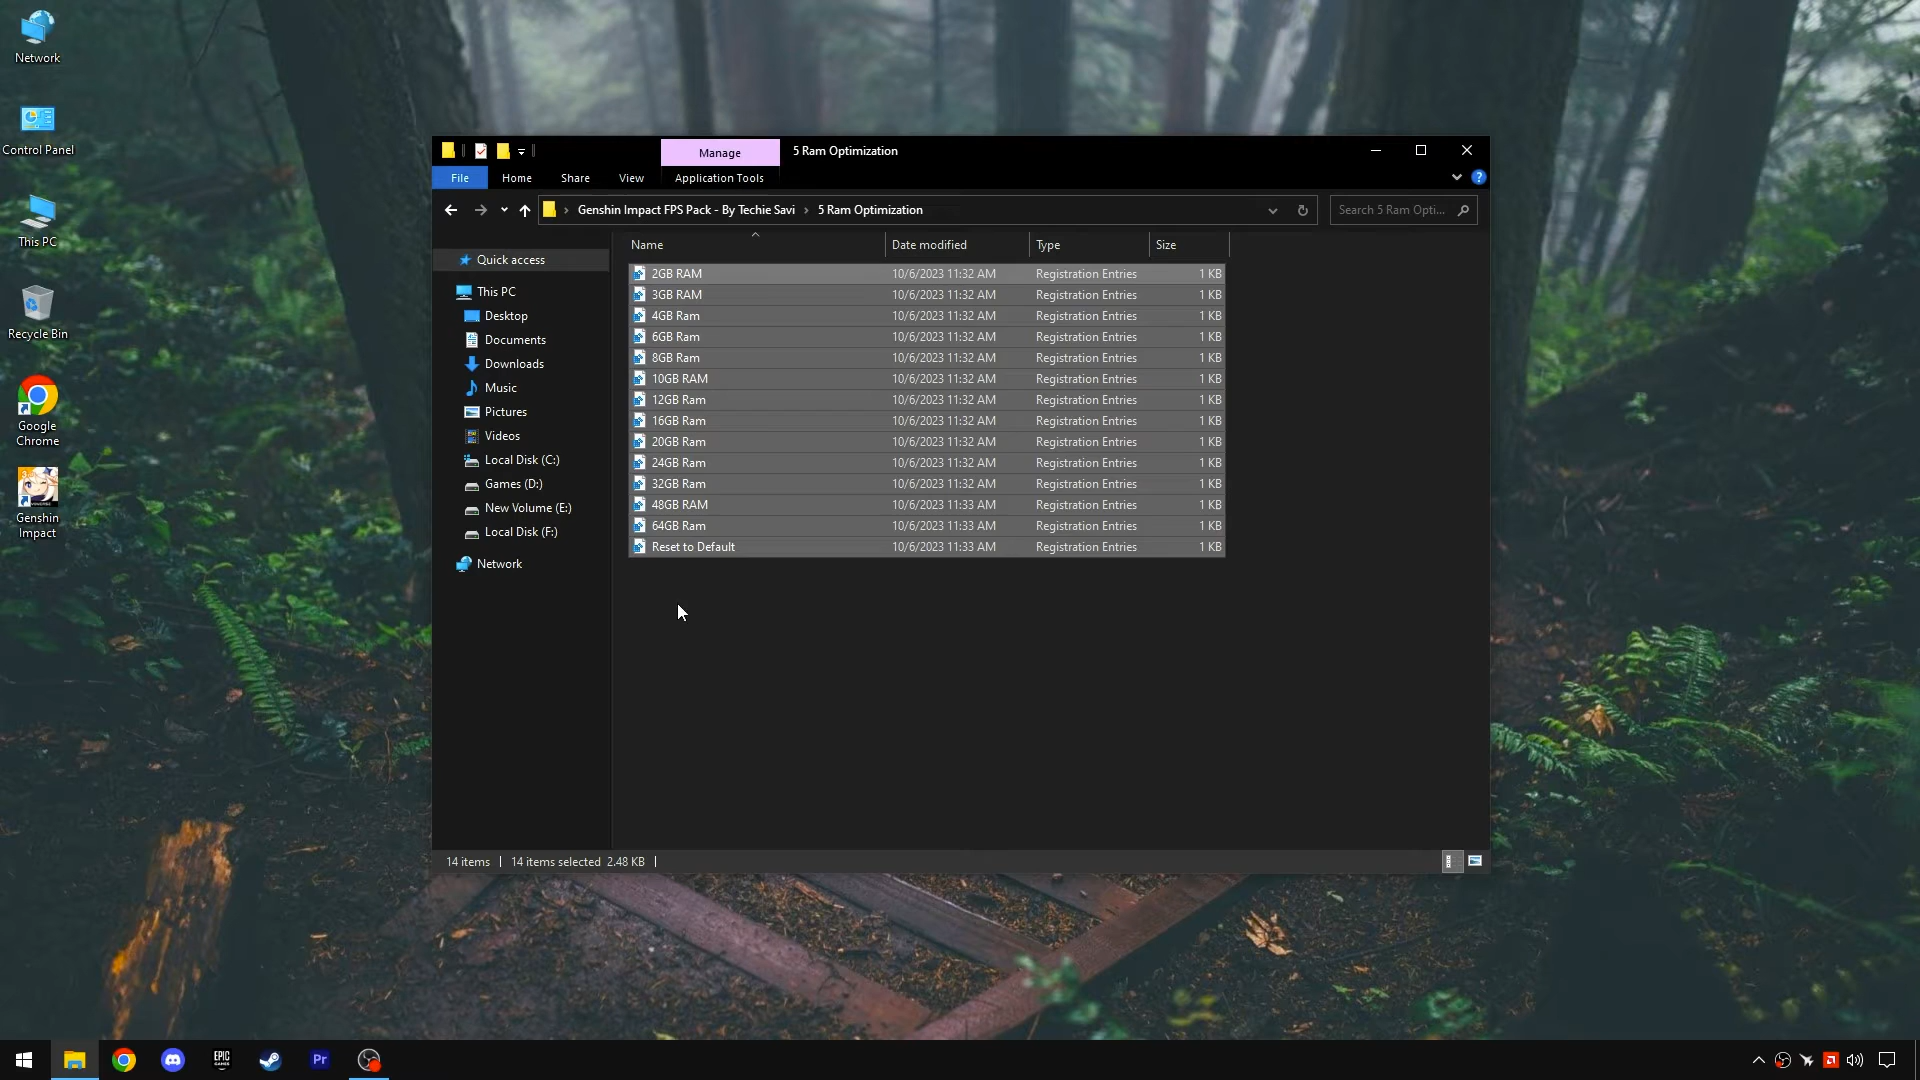 Network
Control Panel
This PC
Recycle Bin
Google
Chrome
Genshin
Impact
Manage
5 Ram Optimization
File
Home
Share
View
Application Tools
Genshin Impact FPS Pack - By Techie Savi
5 Ram Optimization
Search 5 Ram Opti...
Quick access
This PC
Desktop
Documents
Downloads
Music
Pictures
Videos
Local Disk (C:)
Games (D:)
New Volume (E:)
Local Disk (F:)
Network
Name Date modified Type Size
2GB RAM 10/6/2023 11:32 AM Registration Entries 1 KB
3GB RAM 10/6/2023 11:32 AM Registration Entries 1 KB
4GB Ram 10/6/2023 11:32 AM Registration Entries 1 KB
6GB Ram 10/6/2023 11:32 AM Registration Entries 1 KB
8GB Ram 10/6/2023 11:32 AM Registration Entries 1 KB
10GB RAM 10/6/2023 11:32 AM Registration Entries 1 KB
12GB Ram 10/6/2023 11:32 AM Registration Entries 1 KB
16GB Ram 10/6/2023 11:32 AM Registration Entries 1 KB
20GB Ram 10/6/2023 11:32 AM Registration Entries 1 KB
24GB Ram 10/6/2023 11:32 AM Registration Entries 1 KB
32GB Ram 10/6/2023 11:32 AM Registration Entries 1 KB
48GB RAM 10/6/2023 11:33 AM Registration Entries 1 KB
64GB Ram 10/6/2023 11:33 AM Registration Entries 1 KB
Reset to Default 10/6/2023 11:33 AM Registration Entries 1 KB
14 items 14 items selected 2.48 KB
EPIC
GAMES
Pr